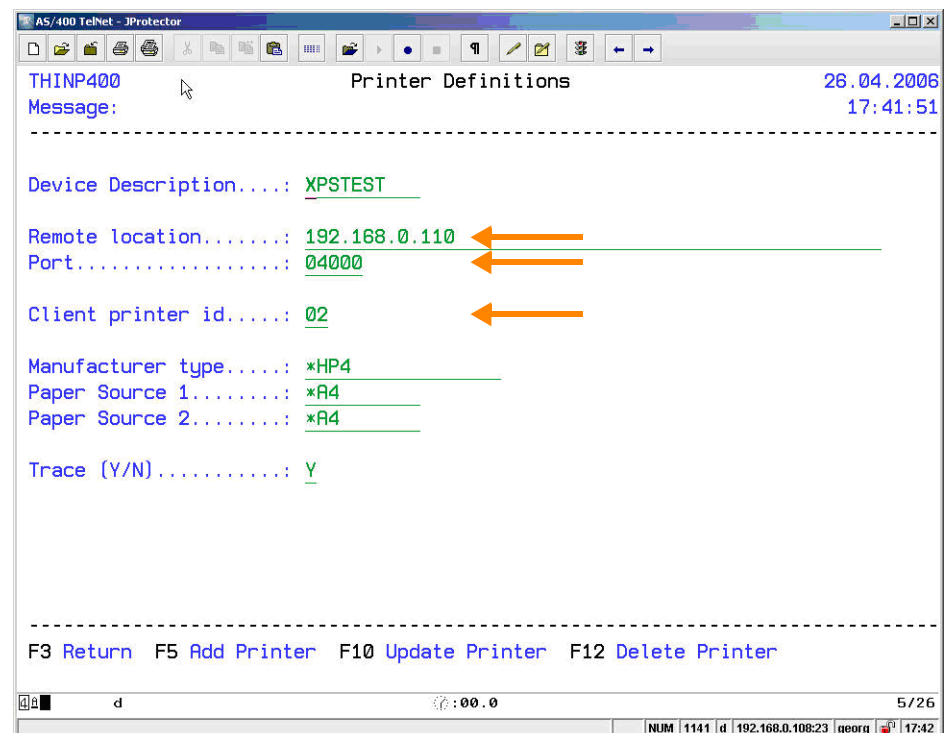 AS/400 TelNet - JProtector
THINP400 Printer Definitions 26.04.2006
Message: 17:41:51
Device Description....: XPSTEST
Remote location.......: 192.168.0.110
Port..................: 04000
Client printer id.....: 02
Manufacturer type.....: *HP4
Paper Source 1........: *A4
Paper Source 2........: *A4
Trace (Y/N)...........: Y
F3 Return F5 Add Printer F10 Update Printer F12 Delete Printer
d :00.0 5/26
NUM 1141 d 192.168.0.108:23 georg 17:42